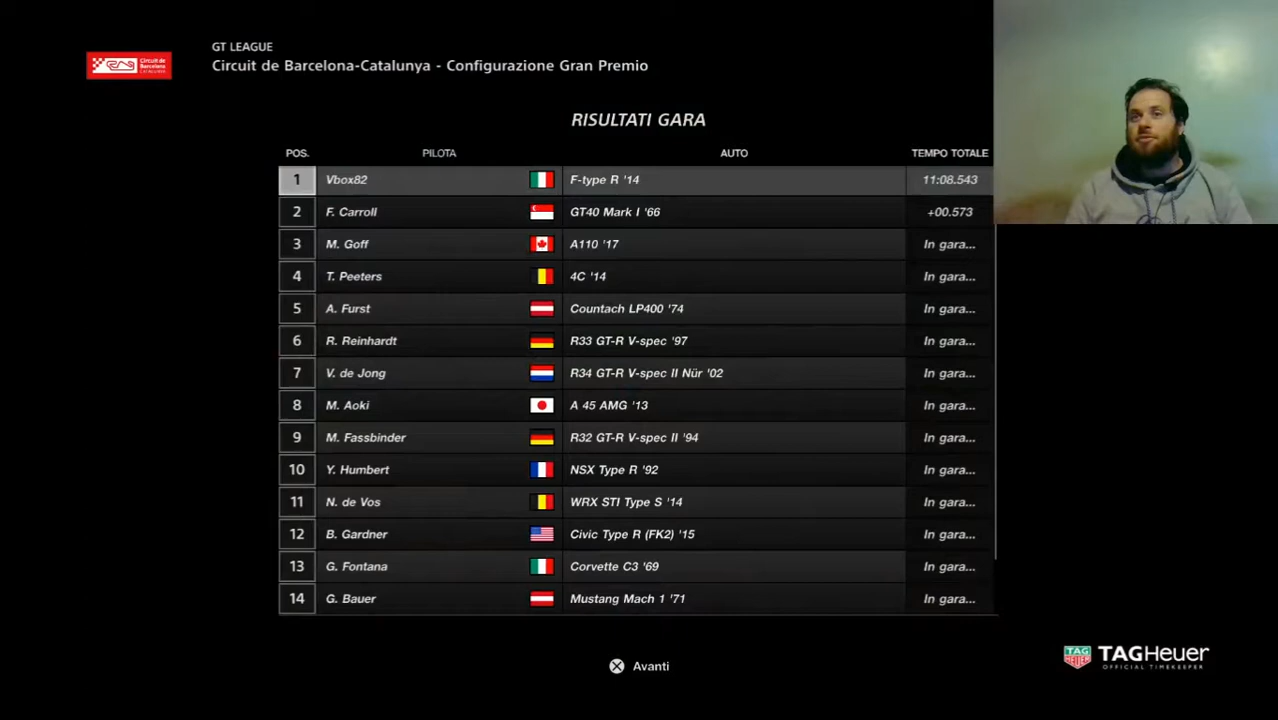 GT LEAGUE
Circuit de Barcelona-Catalunya - Configurazione Gran Premio
Circuit de
Barcelona
Catalunya
RISULTATI GARA
POS. PILOTA AUTO TEMPO TOTALE
1 Vbox82 F-type R '14 11:08.543
2 F. Carroll GT40 Mark I '66 +00.573
3 M. Goff A110 '17 In gara...
4 T. Peeters 4C '14 In gara...
5 A. Furst Countach LP400 '74 In gara...
6 R. Reinhardt R33 GT-R V-spec '97 In gara...
7 V. de Jong R34 GT-R V-spec II Nür '02 In gara...
8 M. Aoki A 45 AMG '13 In gara...
9 M. Fassbinder R32 GT-R V-spec II '94 In gara...
10 Y. Humbert NSX Type R '92 In gara...
11 N. de Vos WRX STI Type S '14 In gara...
12 B. Gardner Civic Type R (FK2) '15 In gara...
13 G. Fontana Corvette C3 '69 In gara...
14 G. Bauer Mustang Mach 1 '71 In gara...
Avanti
TAG HEUER TAGHeuer
OFFICIAL TIMEKEEPER